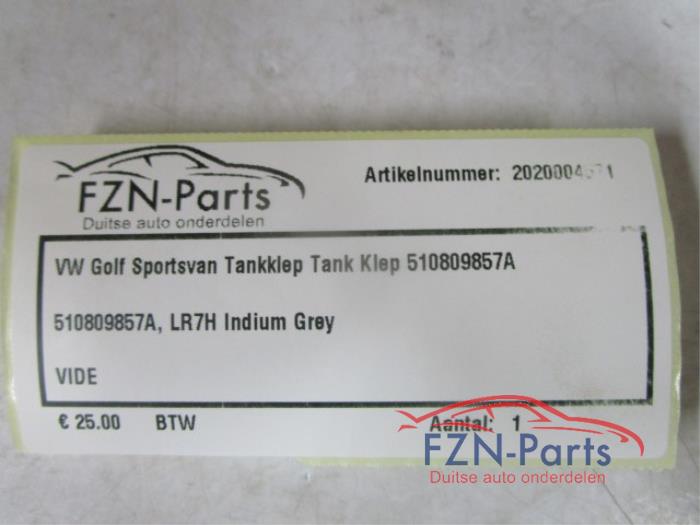 FZN-Parts
Duitse auto onderdelen
Artikelnummer:
VW Golf Sportsvan Tankklep Tank Klep 510809857A
510809857A, LR7H Indium Grey
VIDE
€ 25.00 BTW Aantal: 1
FZN-Parts
Duitse auto onderdelen